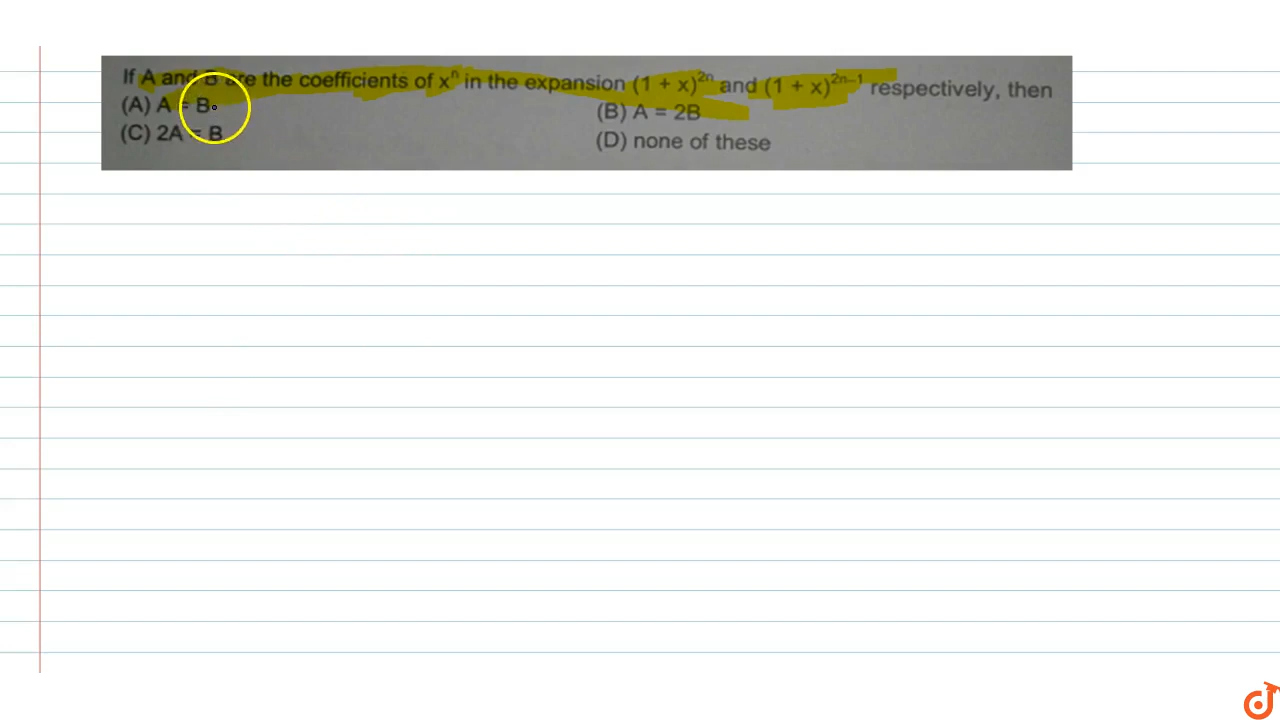 If A and B are the coefficients of xⁿ in the expansion (1 + x)²ⁿ and (1 + x)²ⁿ⁻¹ respectively, then
(A) A = B (B) A = 2B
(C) 2A = B (D) none of these